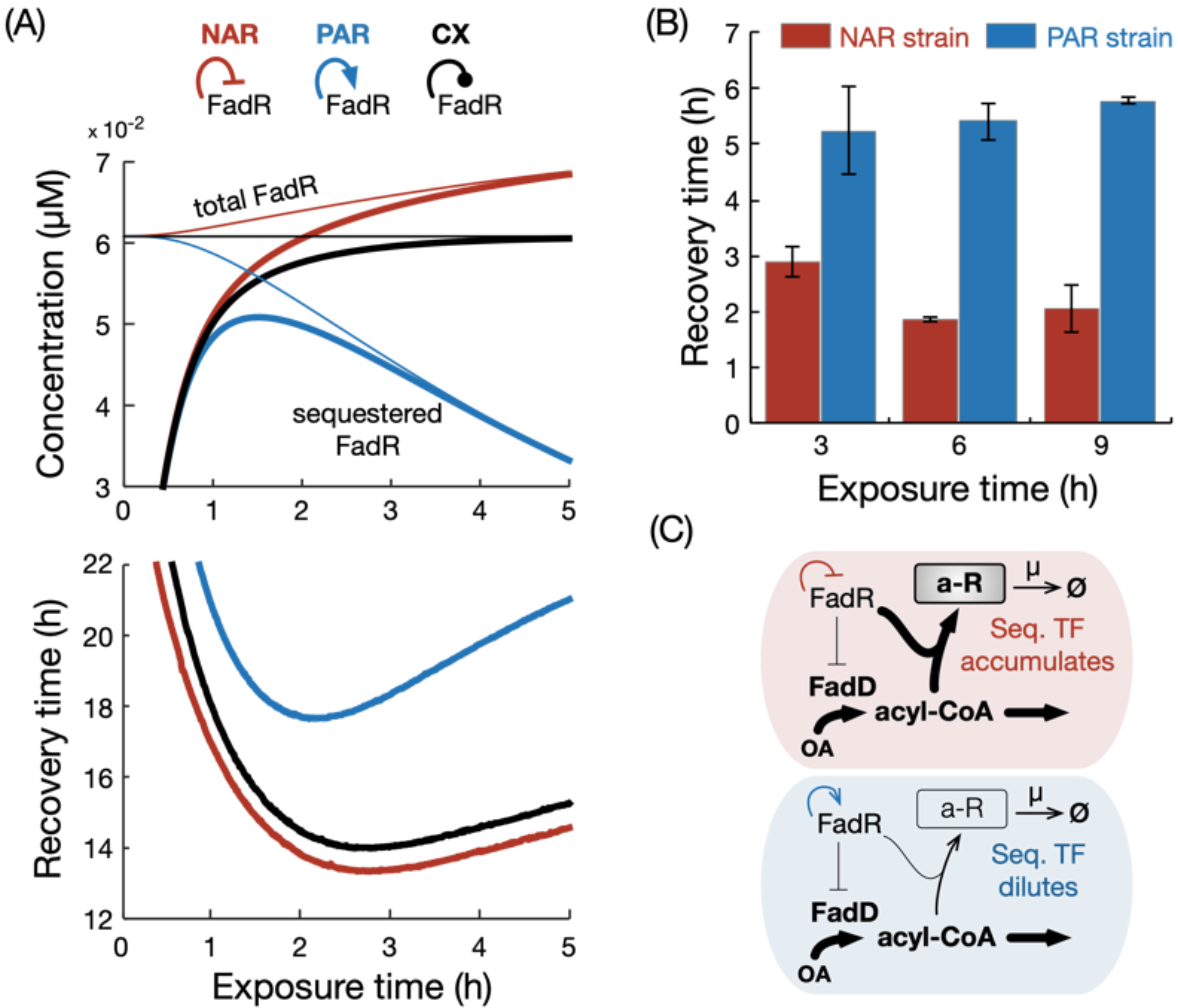 (A)
NAR PAR CX
FadR FadR FadR
x 10⁻²
7
6
5
4
3
Concentration (µM)
total FadR
sequestered
FadR
0 1 2 3 4 5
22
20
18
16
14
12
Recovery time (h)
0 1 2 3 4 5
Exposure time (h)
(B)
NAR strain PAR strain
7
6
5
4
3
2
1
0
Recovery time (h)
3 6 9
Exposure time (h)
(C)
FadR a-R µ Ø
Seq. TF
accumulates
FadD
acyl-CoA
OA
FadR a-R µ Ø
Seq. TF
dilutes
FadD
acyl-CoA
OA